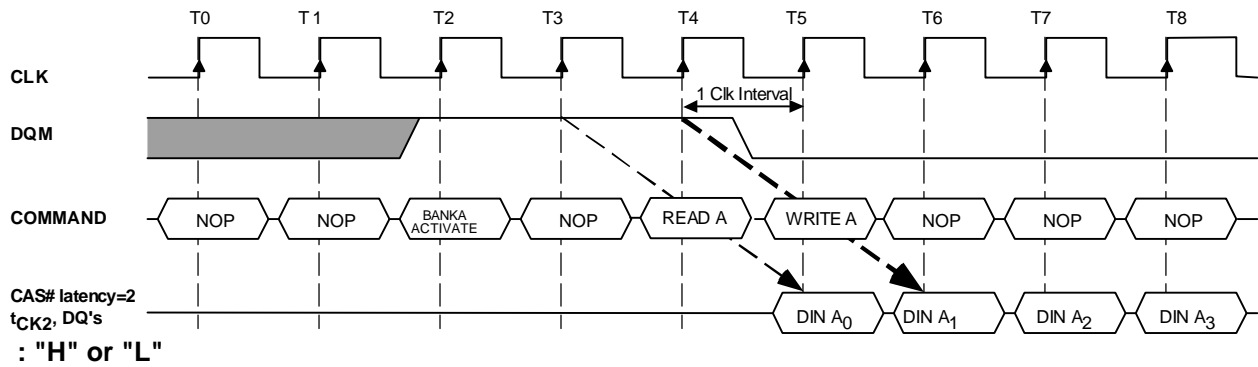 T0 T1 T2 T3 T4 T5 T6 T7 T8
CLK
1 Clk Interval
DQM
COMMAND NOP NOP BANKA ACTIVATE NOP READ A WRITE A NOP NOP NOP
CAS# latency=2
tCK2, DQ's DIN A0 DIN A1 DIN A2 DIN A3
: "H" or "L"